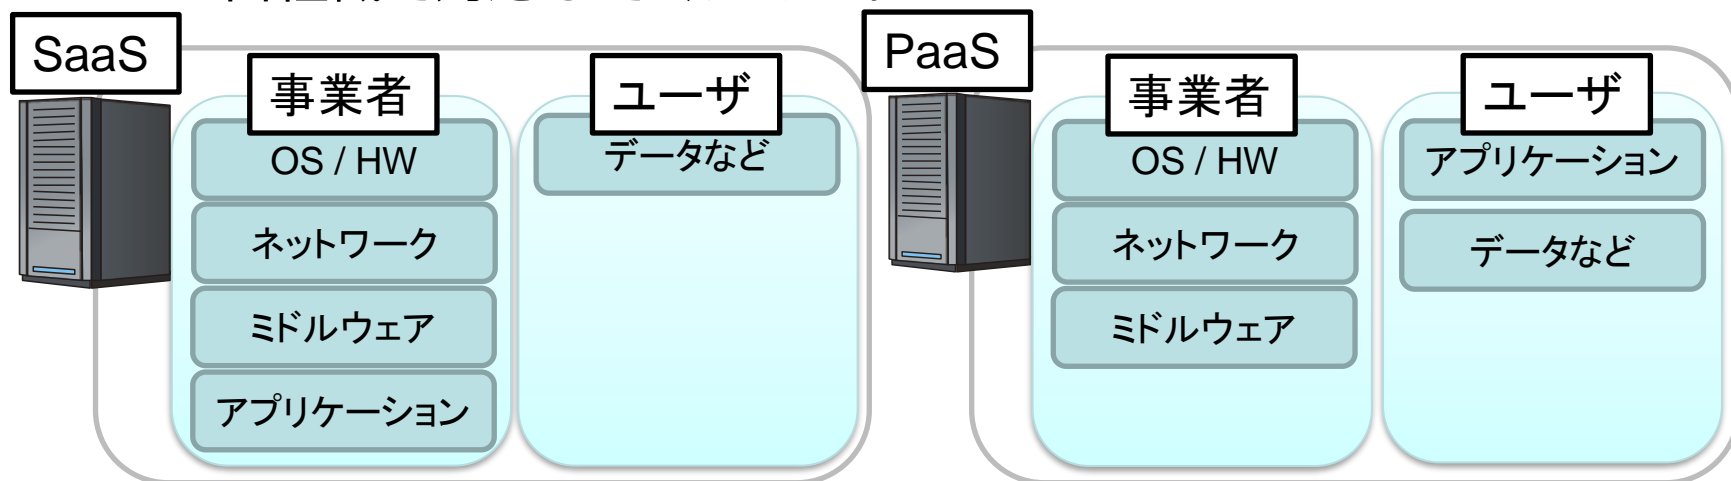 SaaS
事業者
OS / HW
ネットワーク
ミドルウェア
アプリケーション
ユーザ
データなど
PaaS
事業者
OS / HW
ネットワーク
ミドルウェア
ユーザ
アプリケーション
データなど